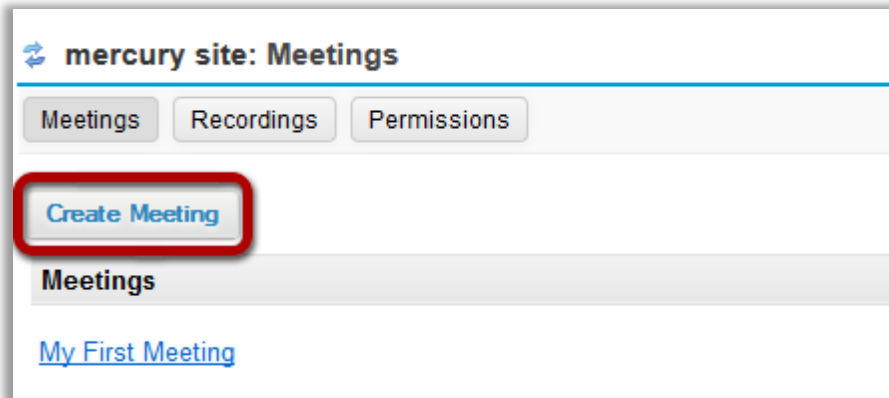 mercury site: Meetings
Meetings Recordings Permissions
Create Meeting
Meetings
My First Meeting